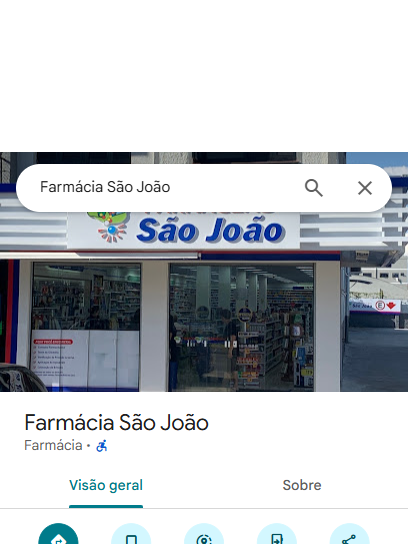 Farmácia São João
São João
Farmácia São João
Farmácia •
Visão geral
Sobre